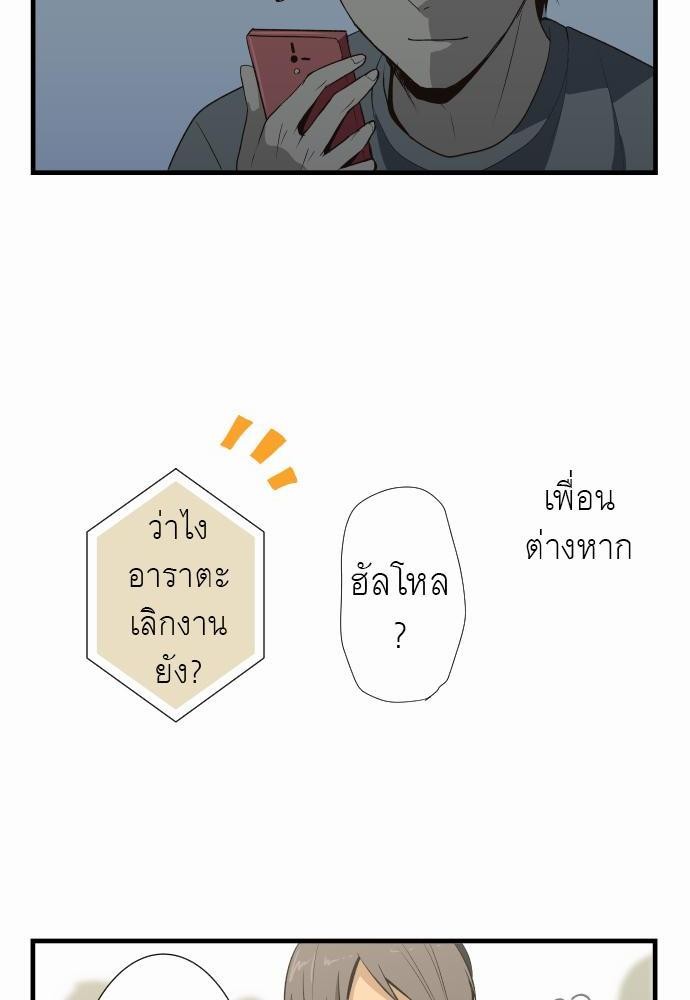 เพื่อน
ต่างหาก
ฮัลโหล
?
ว่าไง
อาราตะ
เลิกงาน
ยัง?